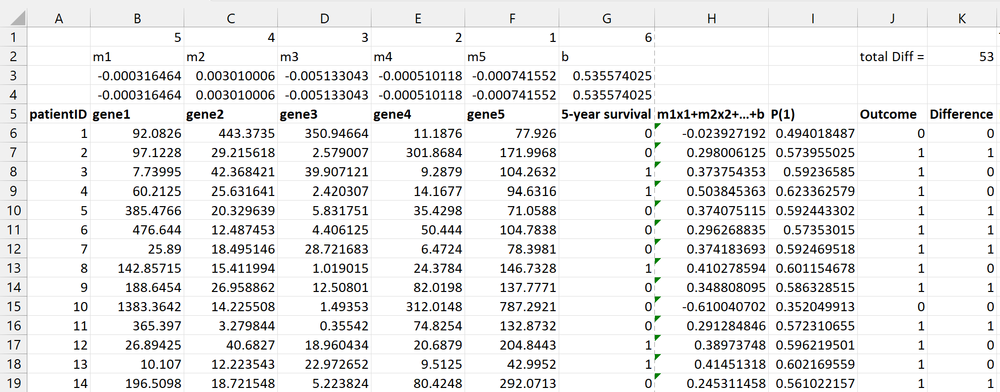 A B C D E F G H I J K
1 5 4 3 2 1 6
2 m1 m2 m3 m4 m5 b total Diff = 53
3 -0.000316464 0.003010006 -0.005133043 -0.000510118 -0.000741552 0.535574025
4 -0.000316464 0.003010006 -0.005133043 -0.000510118 -0.000741552 0.535574025
5 patientID gene1 gene2 gene3 gene4 gene5 5-year survival m1x1+m2x2+...+b P(1) Outcome Difference
6 1 92.0826 443.3735 350.94664 11.1876 77.926 0 -0.023927192 0.494018487 0 0
7 2 97.1228 29.215618 2.579007 301.8684 171.9968 0 0.298006125 0.573955025 1 1
8 3 7.73995 42.368421 39.907121 9.2879 104.2632 1 0.373754353 0.59236585 1 0
9 4 60.2125 25.631641 2.420307 14.1677 94.6316 1 0.503845363 0.623362579 1 0
10 5 385.4766 20.329639 5.831751 35.4298 71.0588 0 0.374075115 0.592443302 1 1
11 6 476.644 12.487453 4.406125 50.444 104.7838 0 0.296268835 0.57353015 1 1
12 7 25.89 18.495146 28.721683 6.4724 78.3981 0 0.374183693 0.592469518 1 1
13 8 142.85715 15.411994 1.019015 24.3784 146.7328 1 0.410278594 0.601154678 1 0
14 9 188.6454 26.958862 12.50801 82.0198 137.7771 0 0.348808095 0.586328515 1 1
15 10 1383.3642 14.225508 1.49353 312.0148 787.2921 0 -0.610040702 0.352049913 0 0
16 11 365.397 3.279844 0.35542 74.8254 132.8732 0 0.291284846 0.572310655 1 1
17 12 26.89425 40.6827 18.960434 20.6879 204.8443 1 0.38973748 0.596219501 1 0
18 13 10.107 12.223543 22.972652 9.5125 42.9952 1 0.41451318 0.602169559 1 0
19 14 196.5098 18.721548 5.223824 80.4248 292.0713 0 0.245311458 0.561022157 1 1